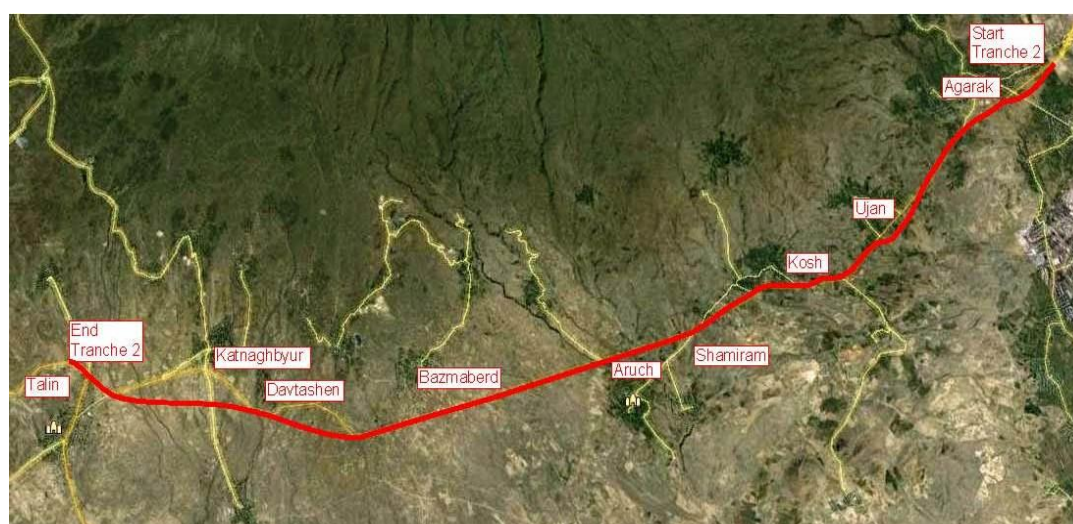 Start
Tranche 2
Agarak
Ujan
Kosh
End
Tranche 2
Katnaghbyur
Shamiram
Aruch
Bazmaberd
Talin
Davtashen